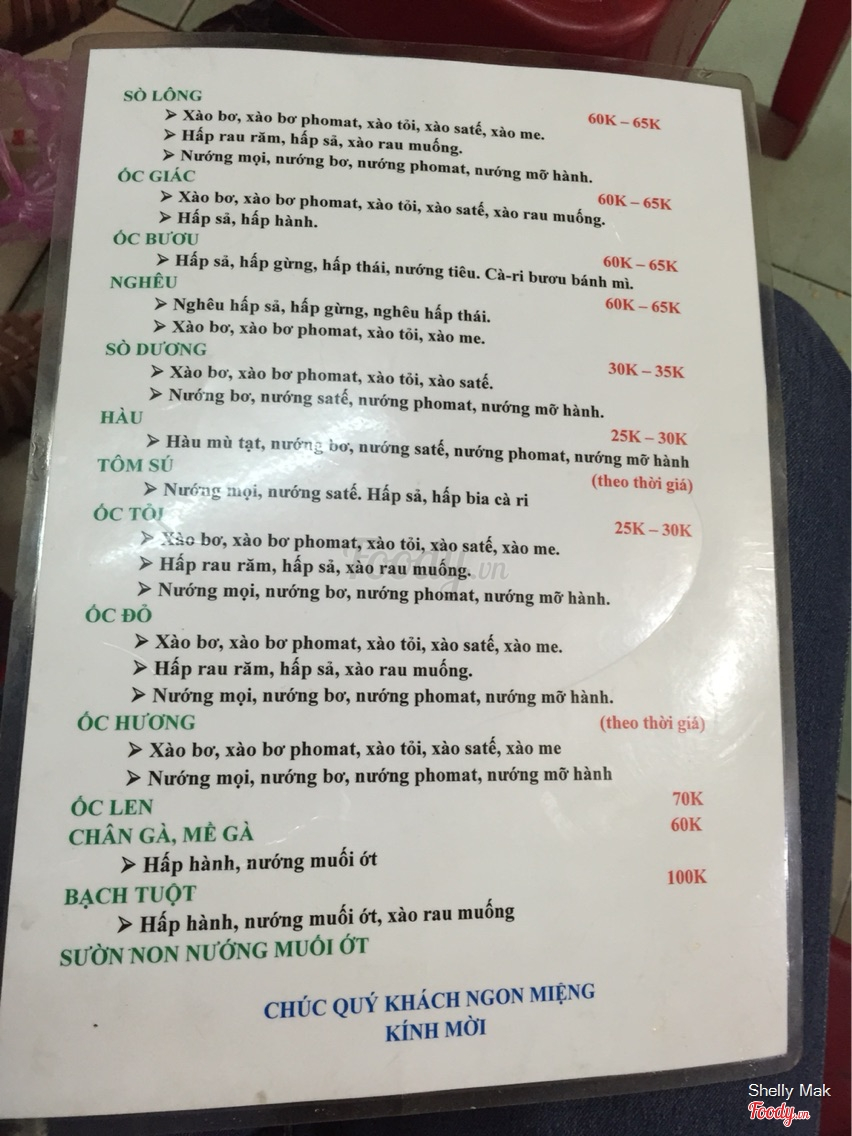 SÒ LÔNG
➤ Xào bơ, xào bơ phomat, xào tỏi, xào satế, xào me. 60K – 65K
➤ Hấp rau răm, hấp sả, xào rau muống.
➤ Nướng mọi, nướng bơ, nướng phomat, nướng mỡ hành.
ỐC GIÁC 60K – 65K
➤ Xào bơ, xào bơ phomat, xào tỏi, xào satế, xào rau muống.
➤ Hấp sả, hấp hành.
ỐC BƯƠU 60K – 65K
➤ Hấp sả, hấp gừng, hấp thái, nướng tiêu. Cà-ri bươu bánh mì.
NGHÊU 60K – 65K
➤ Nghêu hấp sả, hấp gừng, nghêu hấp thái.
➤ Xào bơ, xào bơ phomat, xào tỏi, xào me.
SÒ DƯƠNG 30K – 35K
➤ Xào bơ, xào bơ phomat, xào tỏi, xào satế.
➤ Nướng bơ, nướng satế, nướng phomat, nướng mỡ hành.
HÀU 25K – 30K
➤ Hàu mù tạt, nướng bơ, nướng satế, nướng phomat, nướng mỡ hành
TÔM SÚ (theo thời giá)
➤ Nướng mọi, nướng satế. Hấp sả, hấp bia cà ri
ỐC TỎI 25K – 30K
➤ Xào bơ, xào bơ phomat, xào tỏi, xào satế, xào me.
➤ Hấp rau răm, hấp sả, xào rau muống.
➤ Nướng mọi, nướng bơ, nướng phomat, nướng mỡ hành.
ỐC ĐỎ
➤ Xào bơ, xào bơ phomat, xào tỏi, xào satế, xào me.
➤ Hấp rau răm, hấp sả, xào rau muống.
➤ Nướng mọi, nướng bơ, nướng phomat, nướng mỡ hành.
ỐC HƯƠNG (theo thời giá)
➤ Xào bơ, xào bơ phomat, xào tỏi, xào satế, xào me
➤ Nướng mọi, nướng bơ, nướng phomat, nướng mỡ hành
ỐC LEN 70K
CHÂN GÀ, MỀ GÀ 60K
➤ Hấp hành, nướng muối ớt
BẠCH TUỘT 100K
➤ Hấp hành, nướng muối ớt, xào rau muống
SƯỜN NON NƯỚNG MUỐI ỚT
CHÚC QUÝ KHÁCH NGON MIỆNG
KÍNH MỜI
Foody.vn
Shelly Mak
Foody.vn